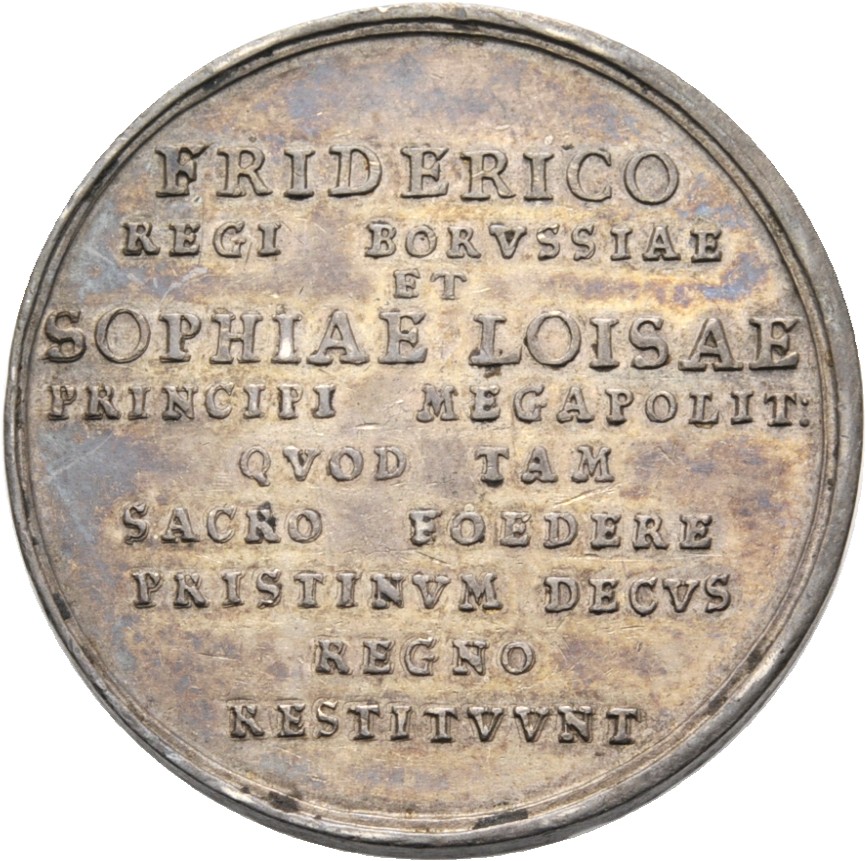 FRIDERICO
REGI BORVSSIAE
ET
SOPHIAE LOISAE
PRINCIPI MEGAPOLIT:
QVOD TAM
SACRO FOEDERE
PRISTINVM DECVS
REGNO
RESTITVVNT